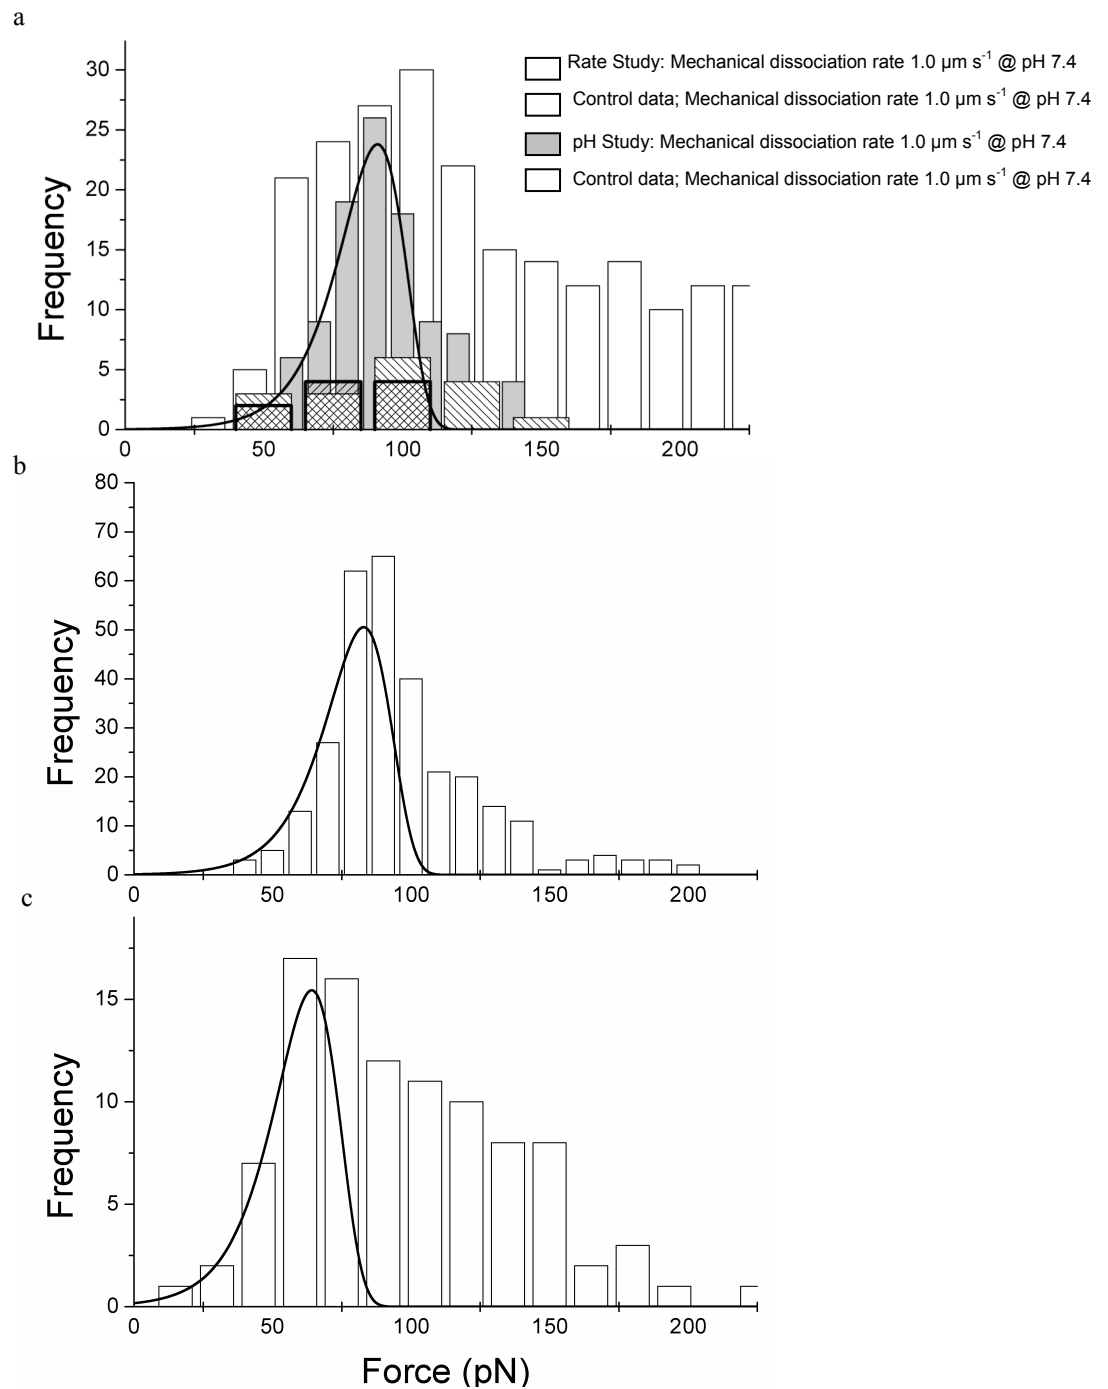 a
30
25
20
15
10
5
0
Frequency
Rate Study: Mechanical dissociation rate 1.0 µm s⁻¹ @ pH 7.4
Control data; Mechanical dissociation rate 1.0 µm s⁻¹ @ pH 7.4
pH Study: Mechanical dissociation rate 1.0 µm s⁻¹ @ pH 7.4
Control data; Mechanical dissociation rate 1.0 µm s⁻¹ @ pH 7.4
0 50 100 150 200
b
80
70
60
50
40
30
20
10
0
Frequency
0 50 100 150 200
c
15
10
5
0
Frequency
0 50 100 150 200
Force (pN)